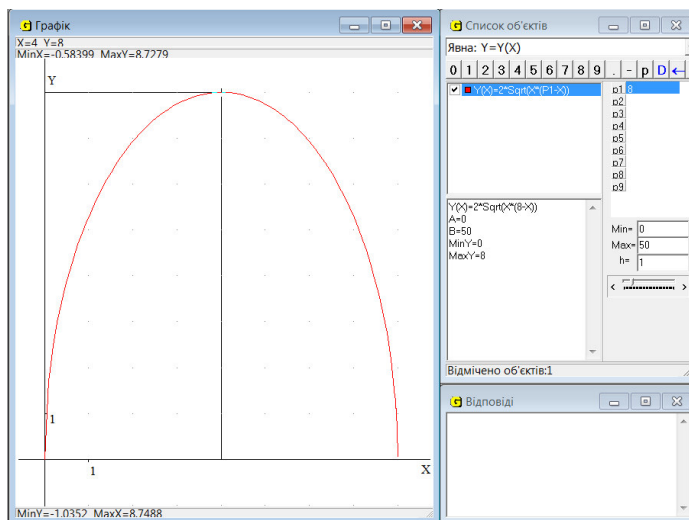 Графік
X=4 Y=8
MinX=-0.58399 MaxY=8.7279
Y
1
1
X
MinY=-1.0352 MaxX=8.7488
Список об'єктів
Явна: Y=Y(X)
0 1 2 3 4 5 6 7 8 9 . - p D ←
Y(X)=2*Sqrt(X*(P1-X))
p1 8
p2
p3
p4
p5
p6
p7
p8
p9
Y(X)=2*Sqrt(X*(8-X))
A=0
B=50
MinY=0
MaxY=8
Min= 0
Max= 50
h= 1
< >
Відмічено об'єктів:1
Відповіді